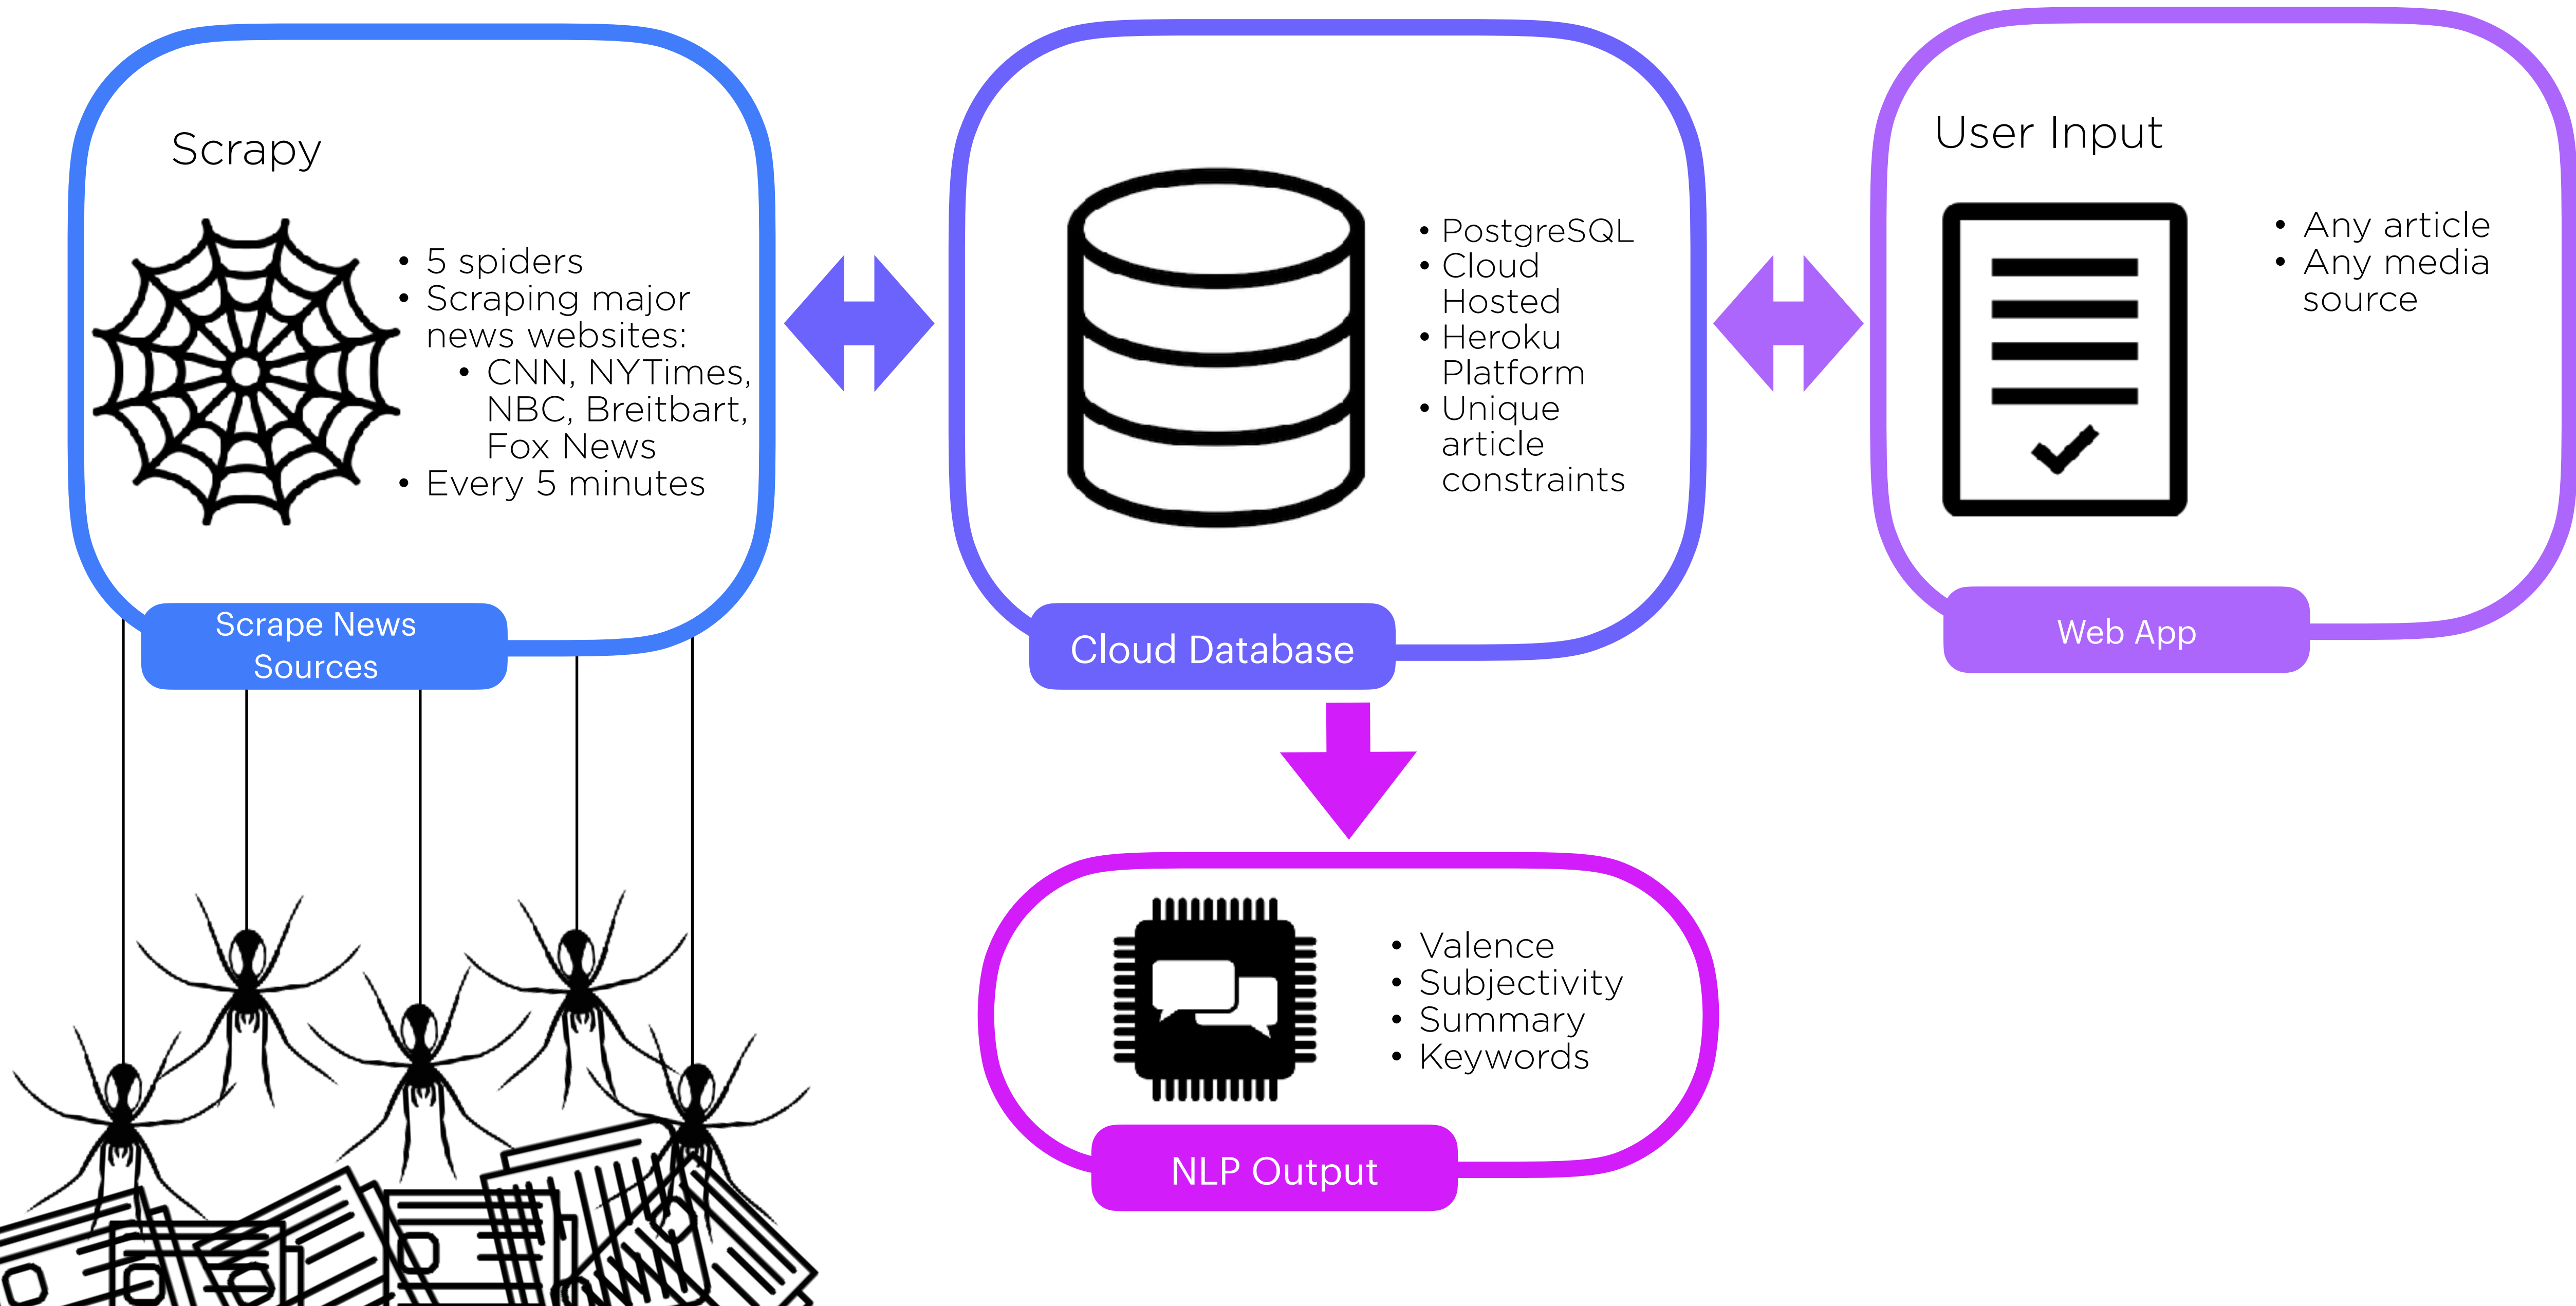 Scrapy
• 5 spiders
• Scraping major
news websites:
• CNN, NYTimes,
NBC, Breitbart,
Fox News
• Every 5 minutes
Scrape News
Sources
• PostgreSQL
• Cloud
Hosted
• Heroku
Platform
• Unique
article
constraints
Cloud Database
User Input
• Any article
• Any media
source
Web App
• Valence
• Subjectivity
• Summary
• Keywords
NLP Output